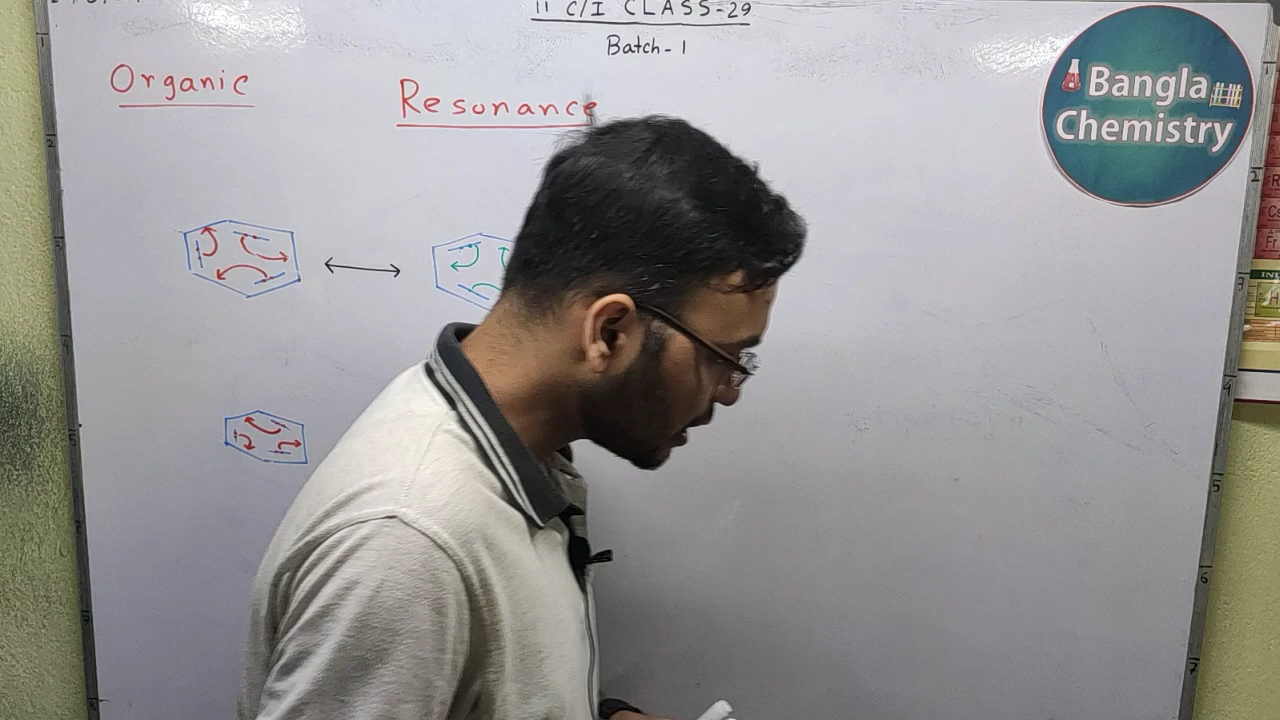 11 C/I CLASS-29
Batch-1
Organic
Resonance
Bangla
Chemistry